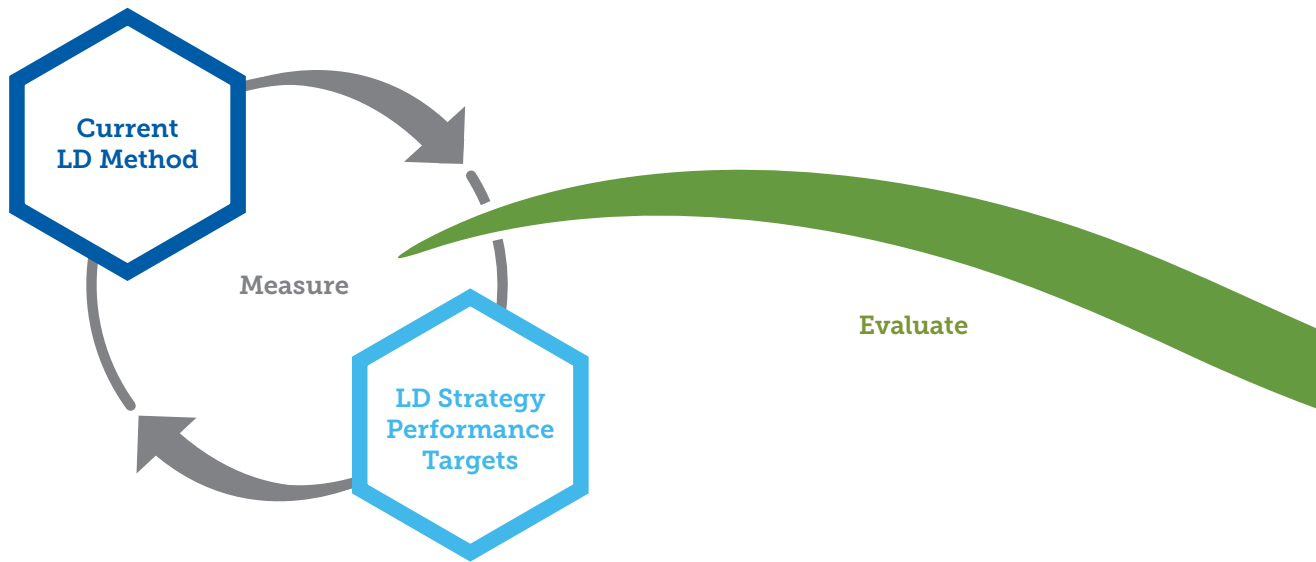 Current
LD Method
Measure
Evaluate
LD Strategy
Performance
Targets